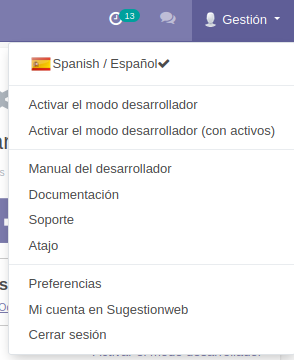 13
Gestión
Spanish / Español
Activar el modo desarrollador
Activar el modo desarrollador (con activos)
Manual del desarrollador
Documentación
Soporte
Atajo
Preferencias
Mi cuenta en Sugestionweb
Cerrar sesión